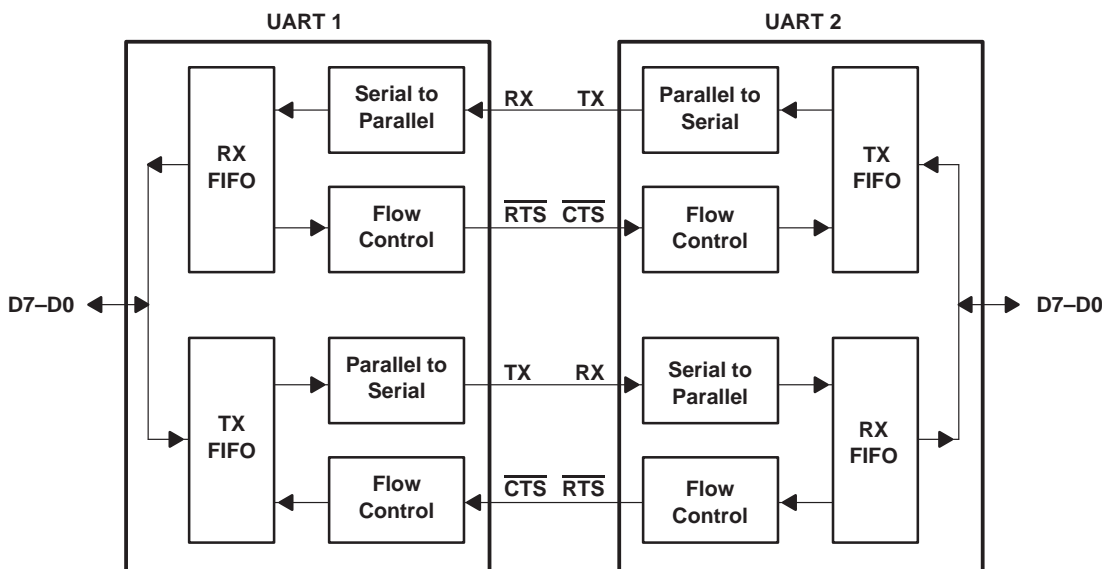 UART 1
UART 2
Serial to
Parallel
RX TX
Parallel to
Serial
RX
FIFO
TX
FIFO
Flow
Control
RTS CTS
Flow
Control
D7–D0
D7–D0
Parallel to
Serial
TX RX
Serial to
Parallel
TX
FIFO
RX
FIFO
Flow
Control
CTS RTS
Flow
Control